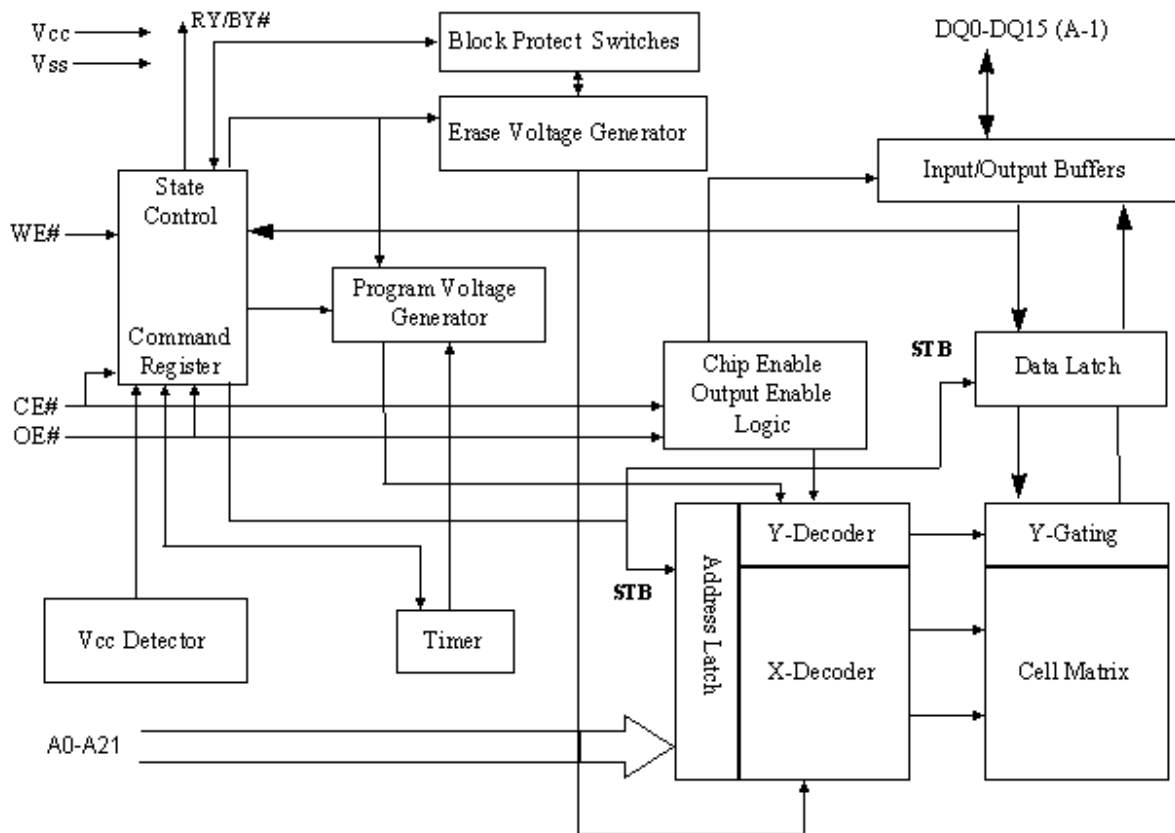 Vcc
Vss
RY/BY#
Block Protect Switches
DQ0-DQ15 (A-1)
Erase Voltage Generator
Input/Output Buffers
State
Control
WE#
Program Voltage
Generator
Command
Register
STB
Chip Enable
Output Enable
Logic
Data Latch
CE#
OE#
Address Latch
Y-Decoder
Y-Gating
STB
Vcc Detector
Timer
X-Decoder
Cell Matrix
A0-A21